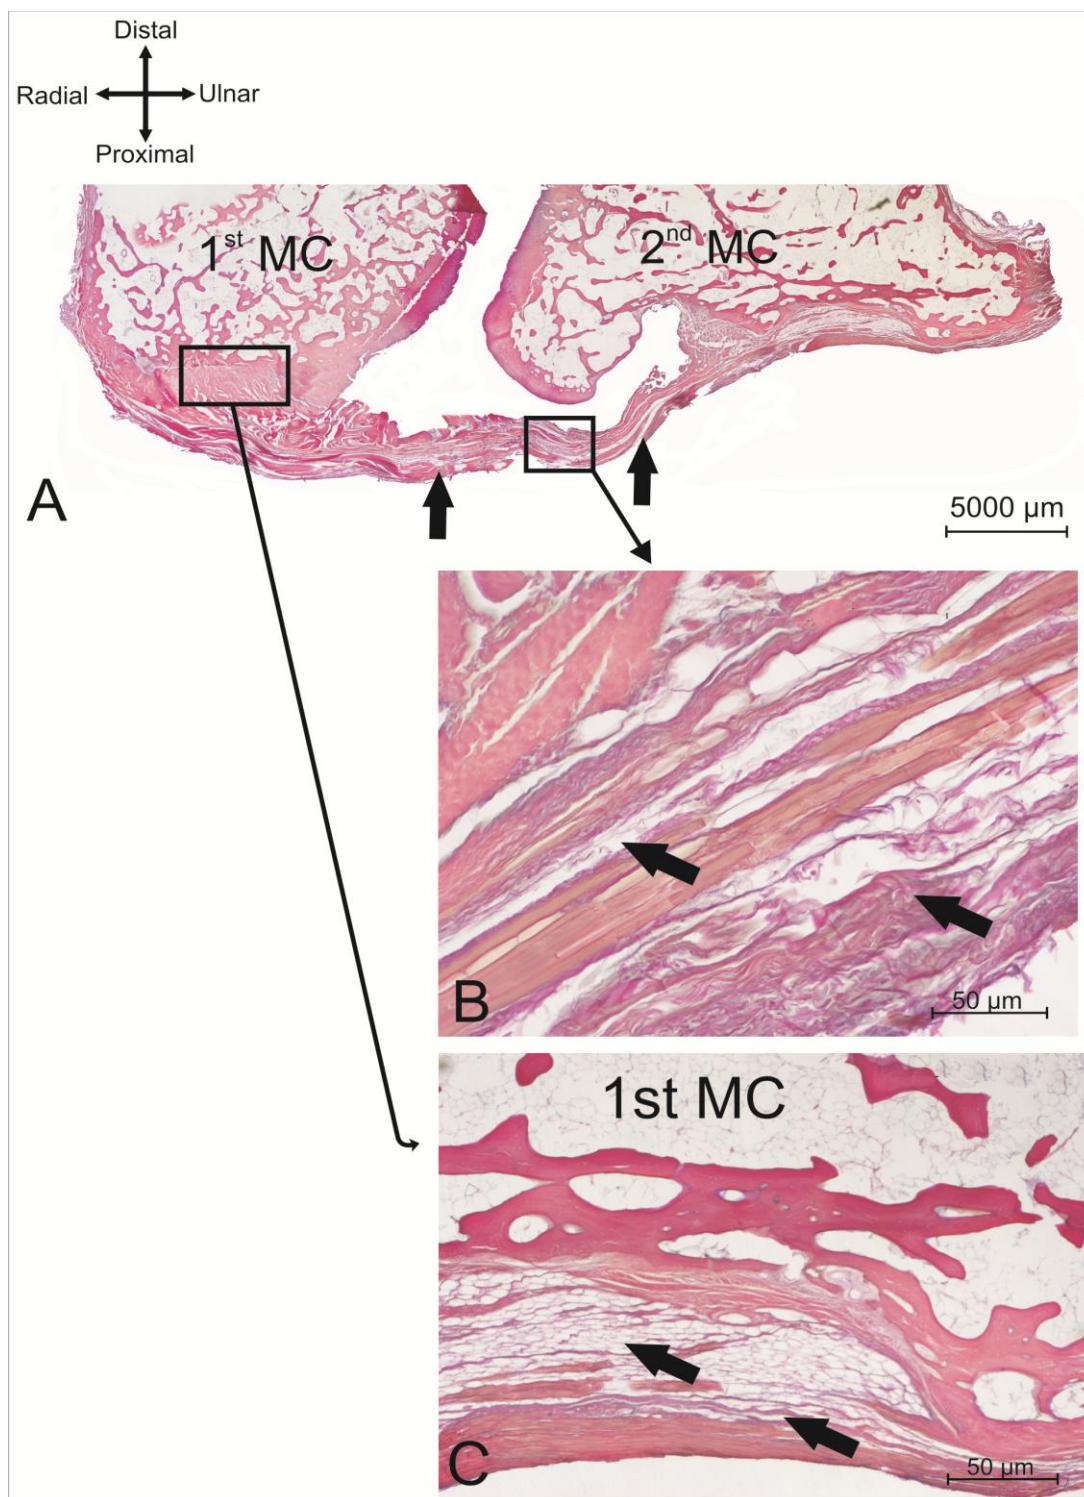 Distal
Radial Ulnar
Proximal
1st MC
2nd MC
A
5000 µm
B
50 µm
1st MC
C
50 µm